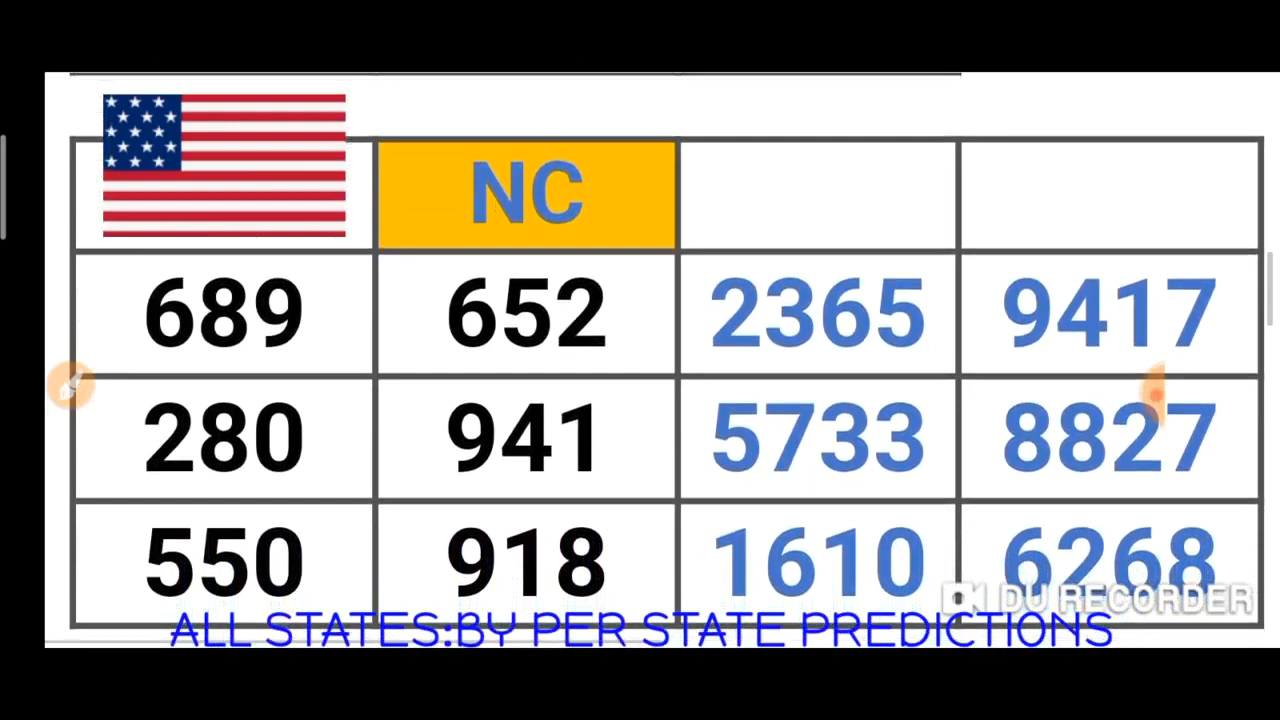 NC
689 652 2365 9417
280 941 5733 8827
550 918 1610 6268
DU RECORDER
ALL STATES:BY PER STATE PREDICTIONS